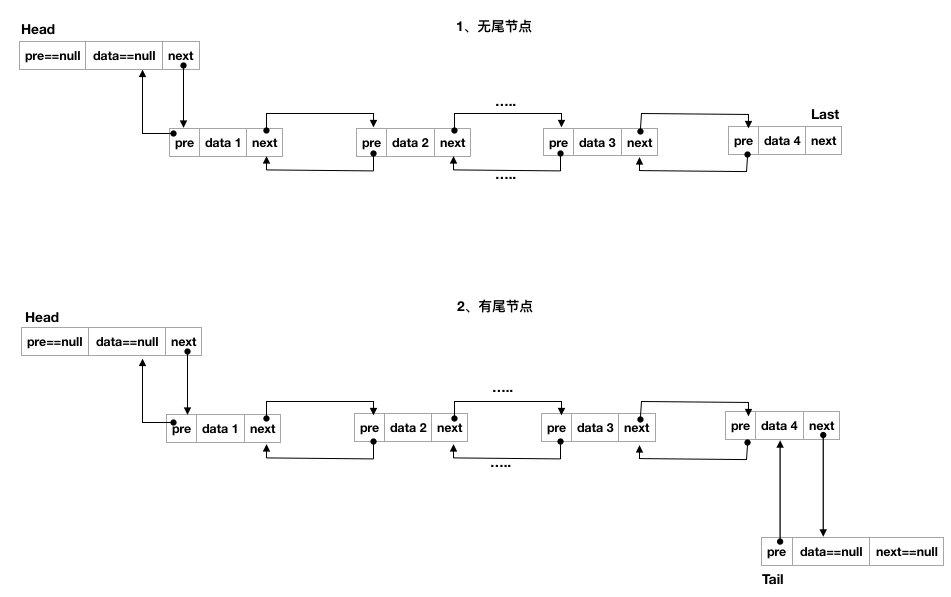 1、无尾节点
Head
pre==null data==null next
.....
Last
pre data 1 next pre data 2 next pre data 3 next pre data 4 next
.....
2、有尾节点
Head
pre==null data==null next
.....
pre data 1 next pre data 2 next pre data 3 next pre data 4 next
.....
pre data==null next==null
Tail